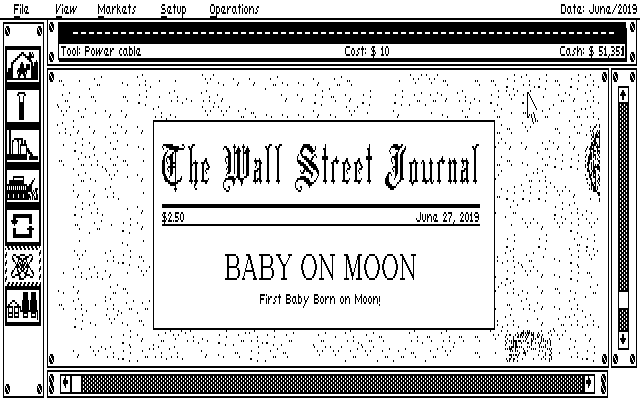 File View Markets Setup Operations Date: June/2019
Tool: Power cable Cost: $ 10 Cash: $ 51,351
The Wall Street Journal
$2.50 June 27, 2019
BABY ON MOON
First Baby Born on Moon!